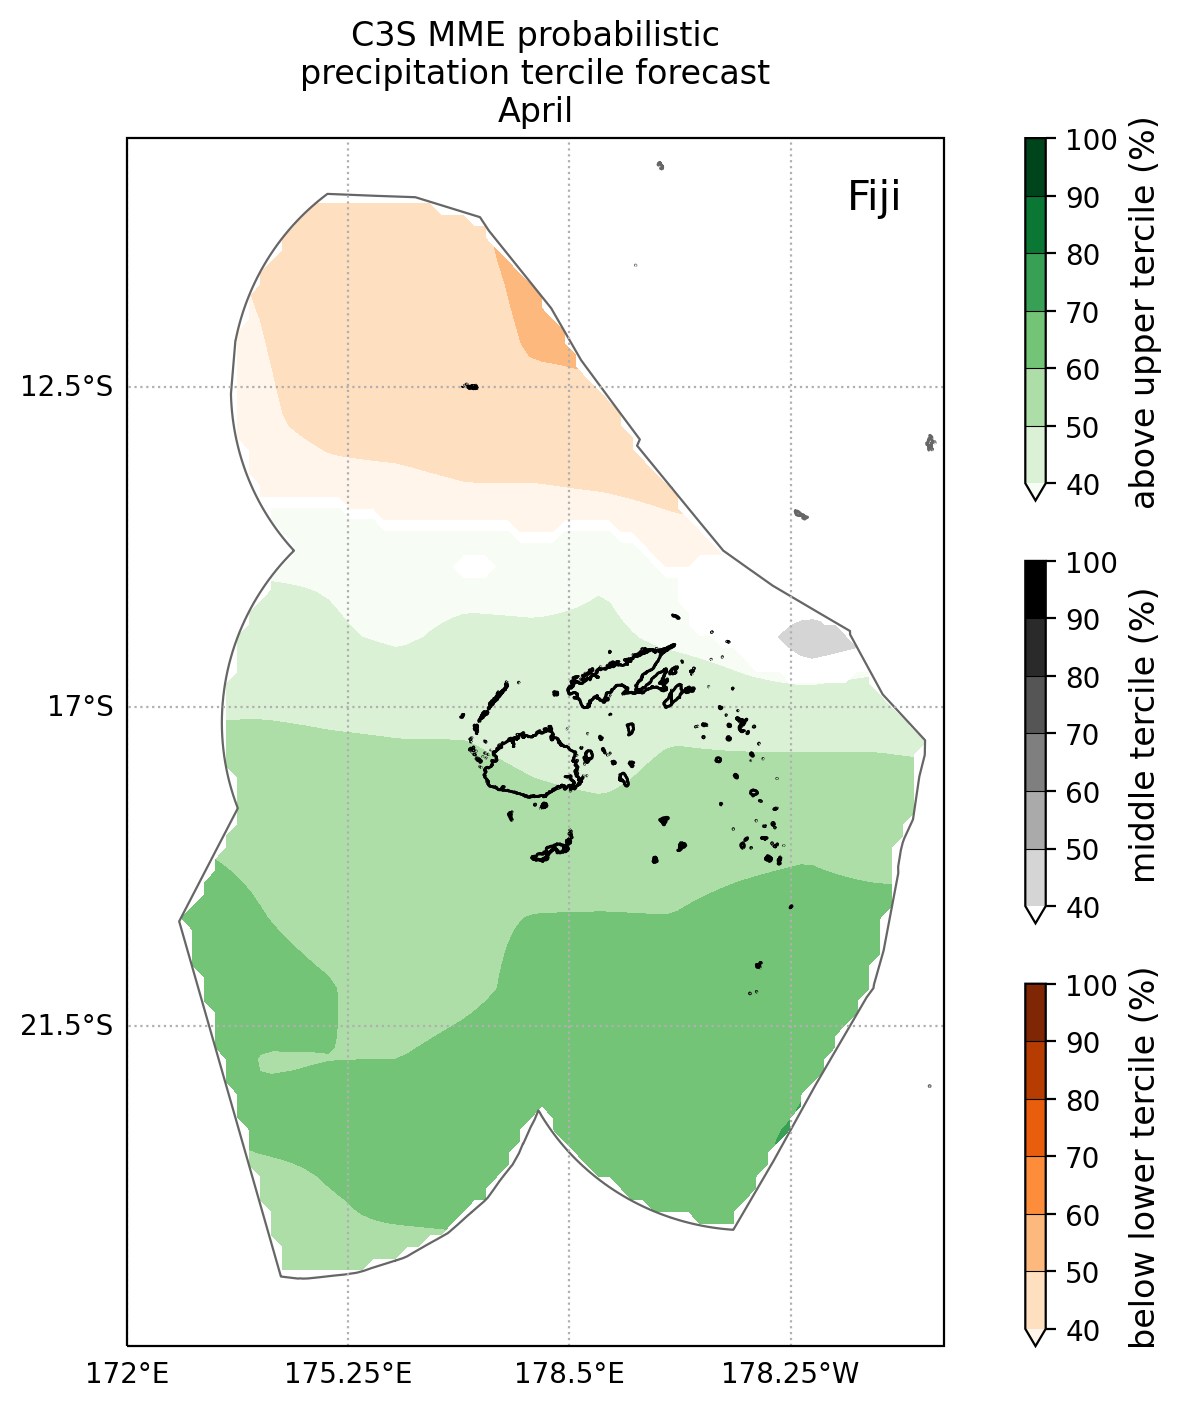 C3S MME probabilistic
precipitation tercile forecast
April
Fiji
12.5°S
17°S
21.5°S
172°E
175.25°E
178.5°E
178.25°W
100
90
80
70
60
50
40
above upper tercile (%)
100
90
80
70
60
50
40
middle tercile (%)
100
90
80
70
60
50
40
below lower tercile (%)